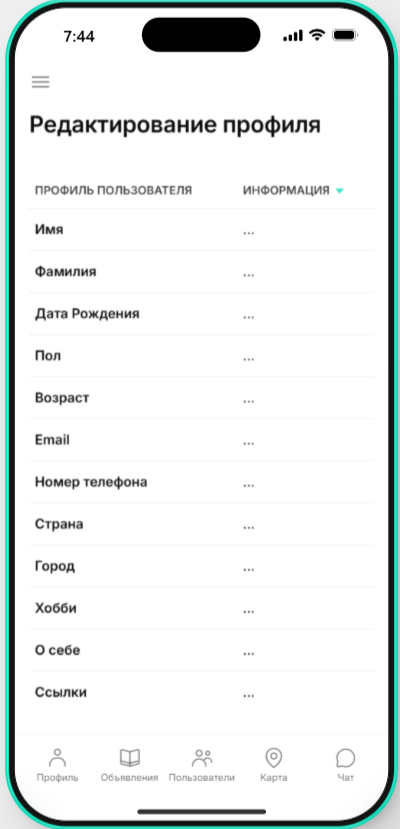 7:44
Редактирование профиля
ПРОФИЛЬ ПОЛЬЗОВАТЕЛЯ ИНФОРМАЦИЯ
Имя ...
Фамилия ...
Дата Рождения ...
Пол ...
Возраст ...
Email ...
Номер телефона ...
Страна ...
Город ...
Хобби ...
О себе ...
Ссылки ...
Профиль Объявления Пользователи Карта Чат